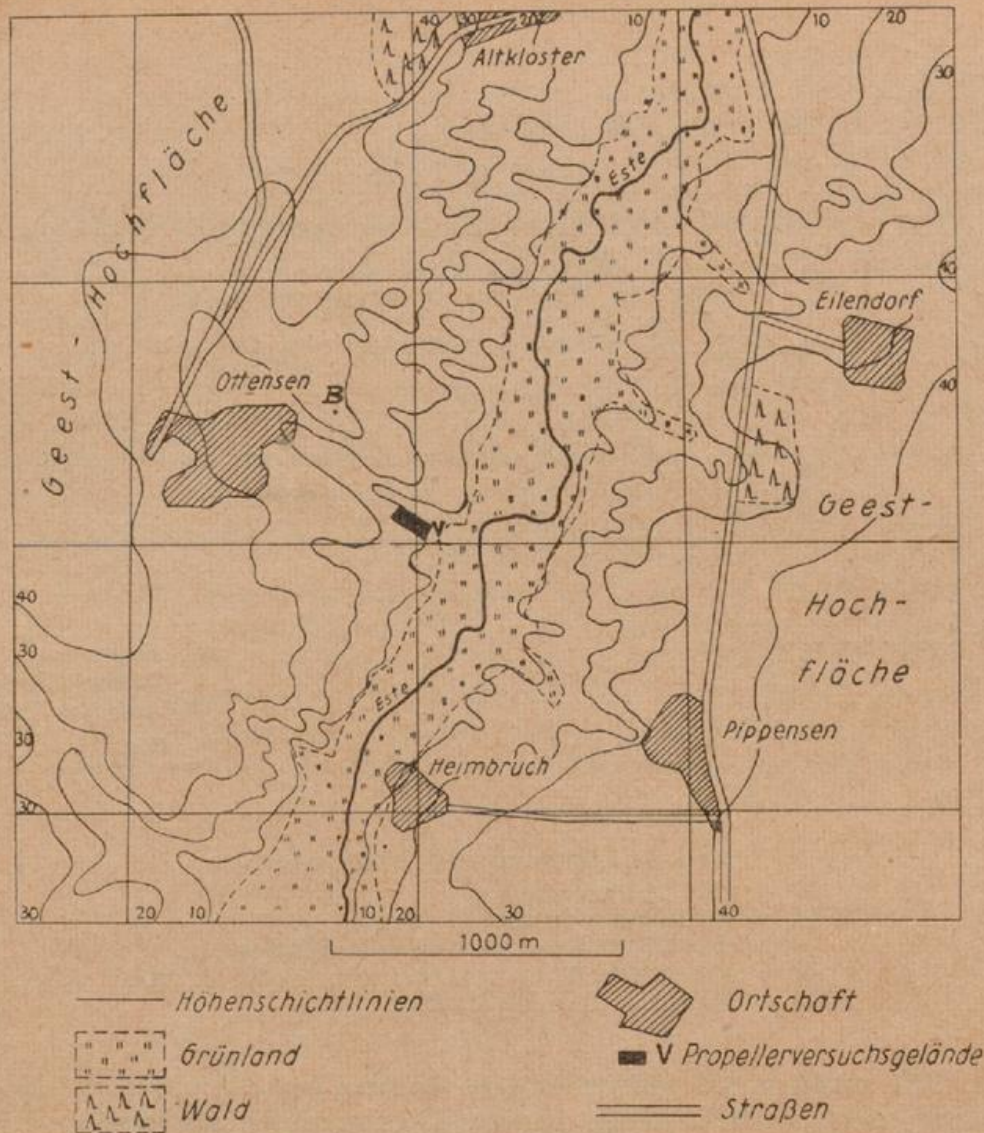 40 30 20 10 10 20
Altkloster
30
Geest-
Hochfläche
Este
40
Eilendorf
40
Ottensen
B
V
Geest-
Hoch-
fläche
40
30
30
30
Este
Pippensen
Heimbruch
30 20 10 10 20 30 40
1000 m
Höhenschichtlinien
Ortschaft
Grünland
V Propellerversuchsgelände
Wald
Straßen